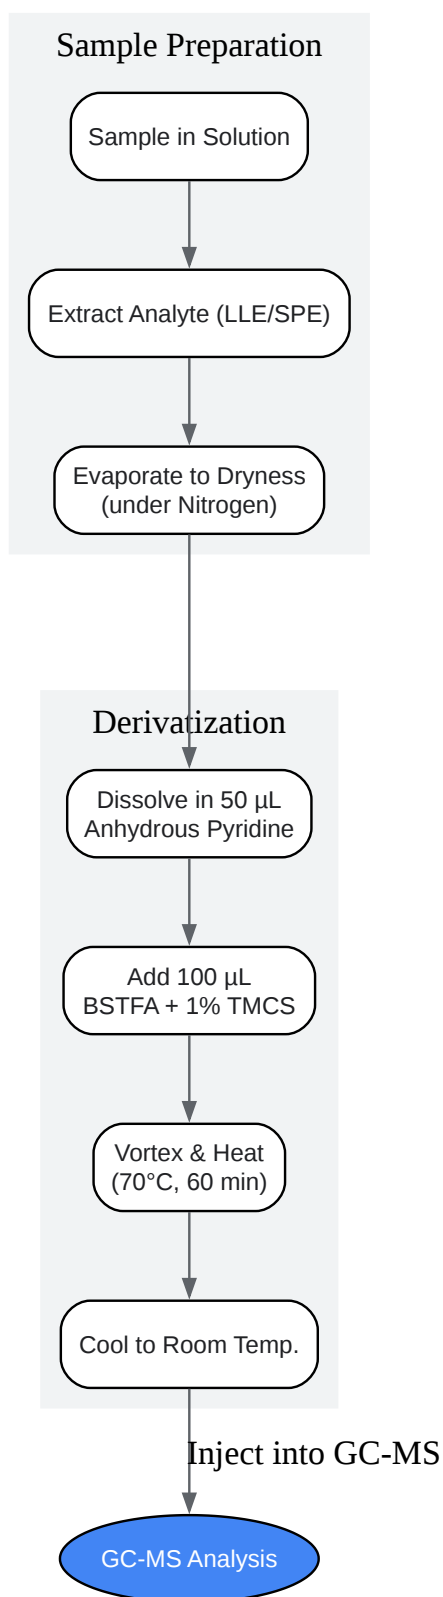 Sample Preparation
Sample in Solution
Extract Analyte (LLE/SPE)
Evaporate to Dryness
(under Nitrogen)
Derivatization
Dissolve in 50 µL
Anhydrous Pyridine
Add 100 µL
BSTFA + 1% TMCS
Vortex & Heat
(70°C, 60 min)
Cool to Room Temp.
Inject into GC-MS
GC-MS Analysis